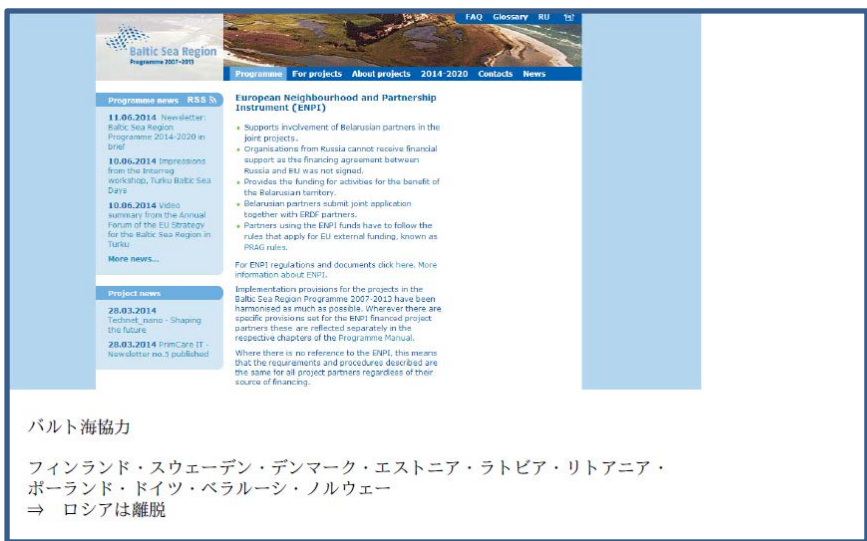 FAQ Glossary RU
Baltic Sea Region
Programme 2007-2013
Programme For projects About projects 2014-2020 Contacts News
Programme news RSS
11.06.2014 Newsletter:
Baltic Sea Region
Programme 2014-2020 in
brief
10.06.2014 Impressions
from the Interreg
workshop, Turku Baltic Sea
Days
10.06.2014 Video
summary from the Annual
Forum of the EU Strategy
for the Baltic Sea Region in
Turku
More news...
Project news
28.03.2014
Technet_nano - Shaping
the future
28.03.2014 PrimCare IT -
Newsletter no.5 published
European Neighbourhood and Partnership
Instrument (ENPI)
Supports involvement of Belarusian partners in the
joint projects.
Organisations from Russia cannot receive financial
support as the financing agreement between
Russia and EU was not signed.
Provides the funding for activities for the benefit of
the Belarusian territory.
Belarusian partners submit joint application
together with ERDF partners.
Partners using the ENPI funds have to follow the
rules that apply for EU external funding, known as
PRAG rules.
For ENPI regulations and documents click here. More
information about ENPI.
Implementation provisions for the projects in the
Baltic Sea Region Programme 2007-2013 have been
harmonised as much as possible. Wherever there are
specific provisions set for the ENPI financed project
partners these are reflected separately in the
respective chapters of the Programme Manual.
Where there is no reference to the ENPI, this means
that the requirements and procedures described are
the same for all project partners regardless of their
source of financing.
バルト海協力
フィンランド・スウェーデン・デンマーク・エストニア・ラトビア・リトアニア・
ポーランド・ドイツ・ベラルーシ・ノルウェー
⇒ ロシアは離脱